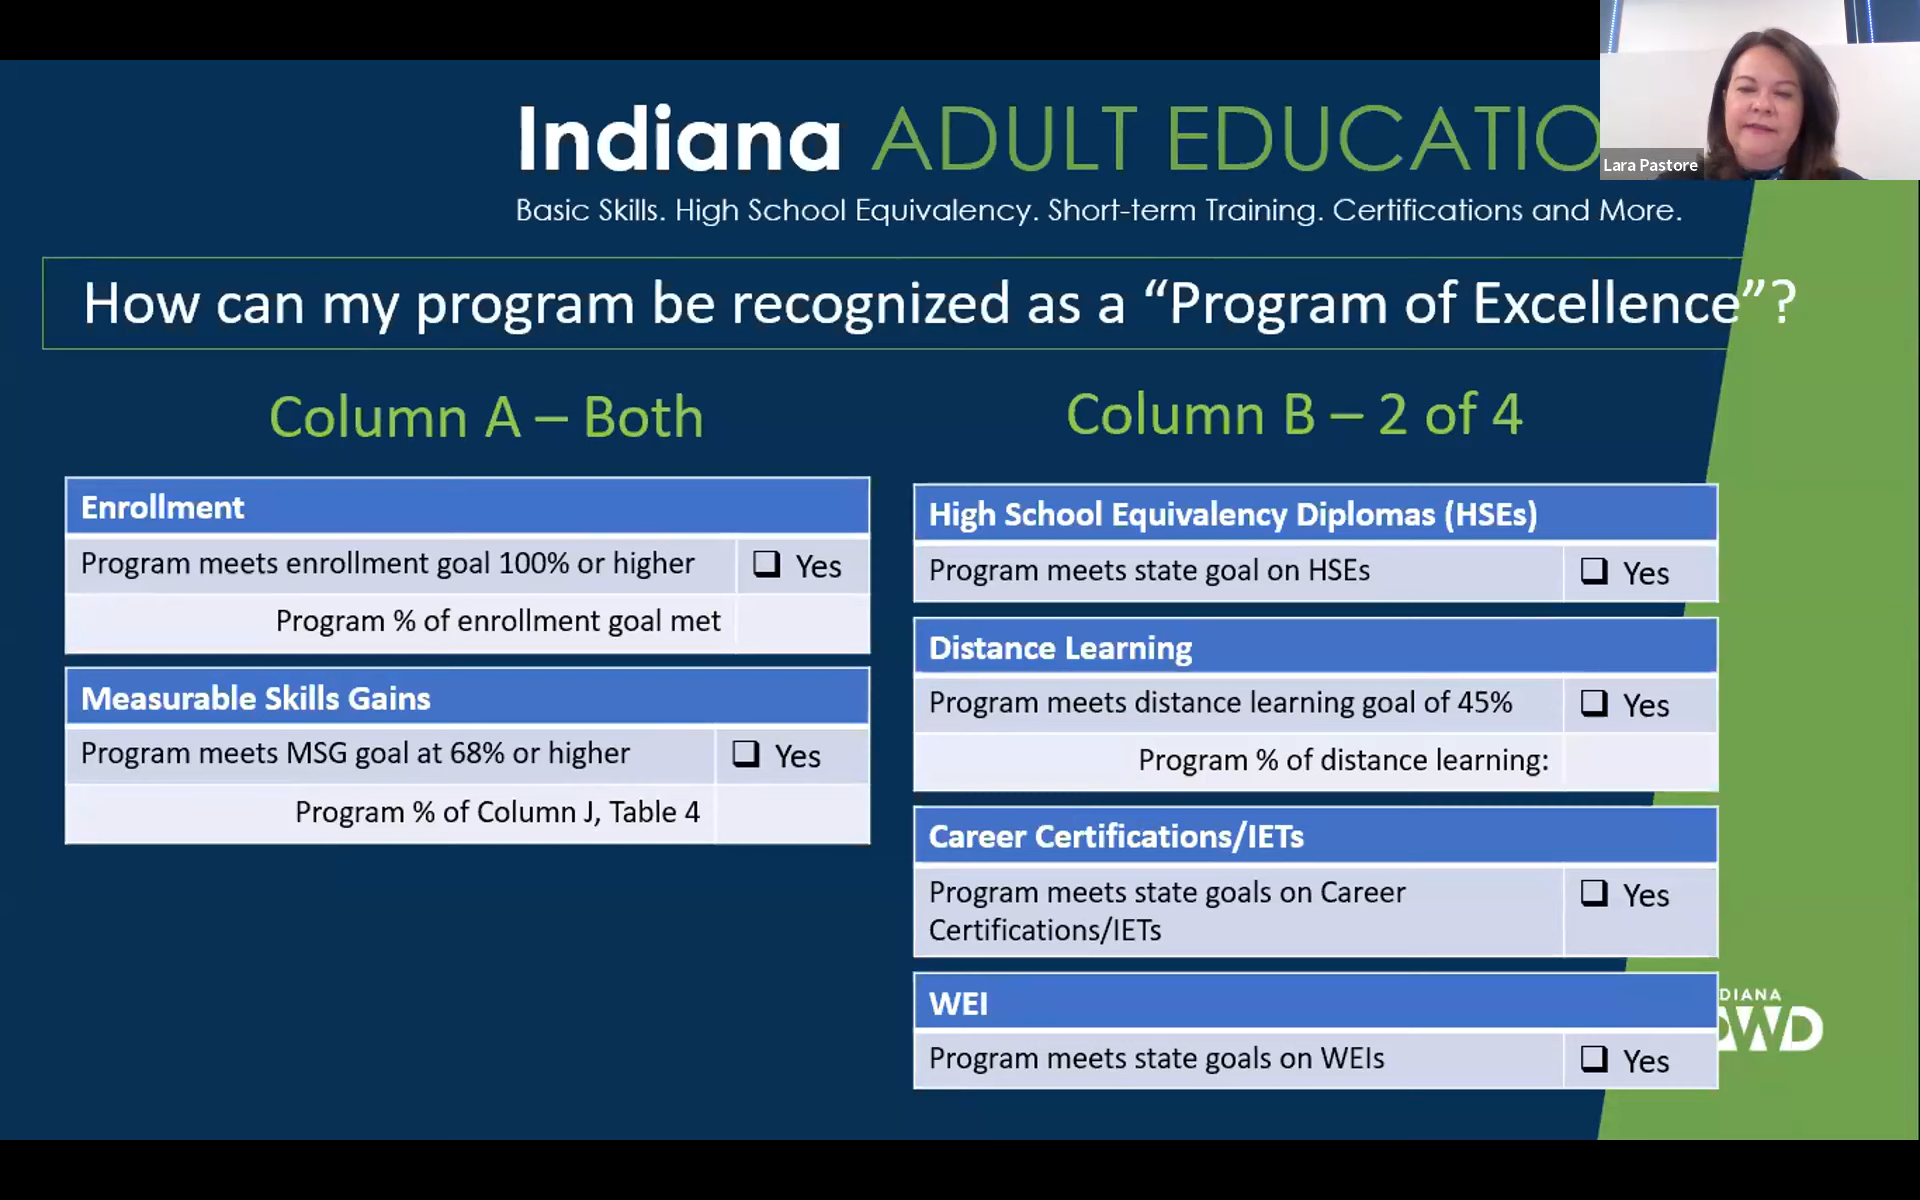 Indiana ADULT EDUCATIO
Lara Pastore
Basic Skills. High School Equivalency. Short-term Training. Certifications and More.
How can my program be recognized as a “Program of Excellence”?
Column A – Both
Enrollment
Program meets enrollment goal 100% or higher ❑ Yes
Program % of enrollment goal met
Measurable Skills Gains
Program meets MSG goal at 68% or higher ❑ Yes
Program % of Column J, Table 4
Column B – 2 of 4
High School Equivalency Diplomas (HSEs)
Program meets state goal on HSEs ❑ Yes
Distance Learning
Program meets distance learning goal of 45% ❑ Yes
Program % of distance learning:
Career Certifications/IETs
Program meets state goals on Career
Certifications/IETs ❑ Yes
WEI
Program meets state goals on WEIs ❑ Yes
DIANA
WD